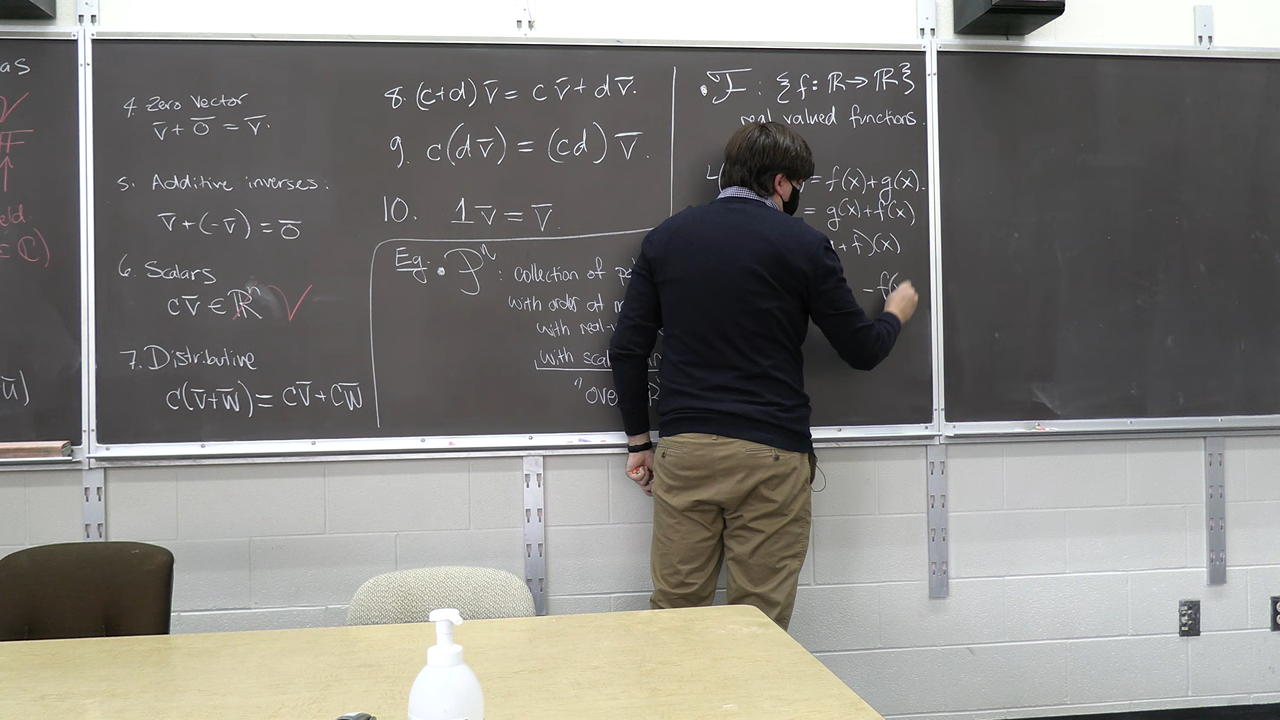 as
eld.
∈ ℂ)
ū)
4. Zero Vector
v̄ + 0̄ = v̄.
5. Additive inverses.
v̄ + (-v̄) = 0̄
6. Scalars
cv̄ ∈ ℝⁿ
7. Distributive
c(v̄+w̄) = cv̄ + cw̄
8. (c+d) v̄ = c v̄ + d v̄.
9. c(d v̄) = (cd) v̄.
10. 1 v̄ = v̄.
Eg. • 𝒫ⁿ : collection of
with order at
with real-
with scal
"over
• ℱ : {f: ℝ → ℝ}
real valued functions.
= f(x)+g(x).
= g(x)+f(x)
+ f)(x)
-f(